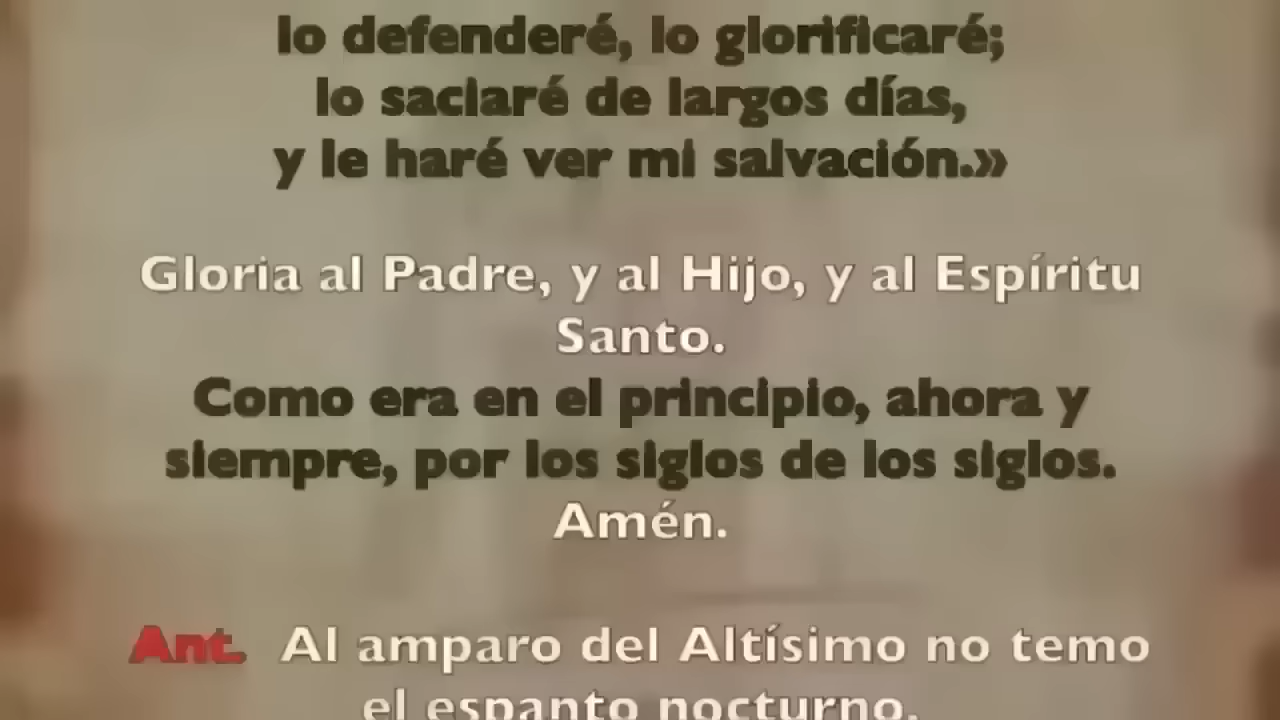 lo defenderé, lo glorificaré;
lo saciaré de largos días,
y le haré ver mi salvación.»
Gloria al Padre, y al Hijo, y al Espíritu
Santo.
Como era en el principio, ahora y
siempre, por los siglos de los siglos.
Amén.
Ant. Al amparo del Altísimo no temo
el espanto nocturno.